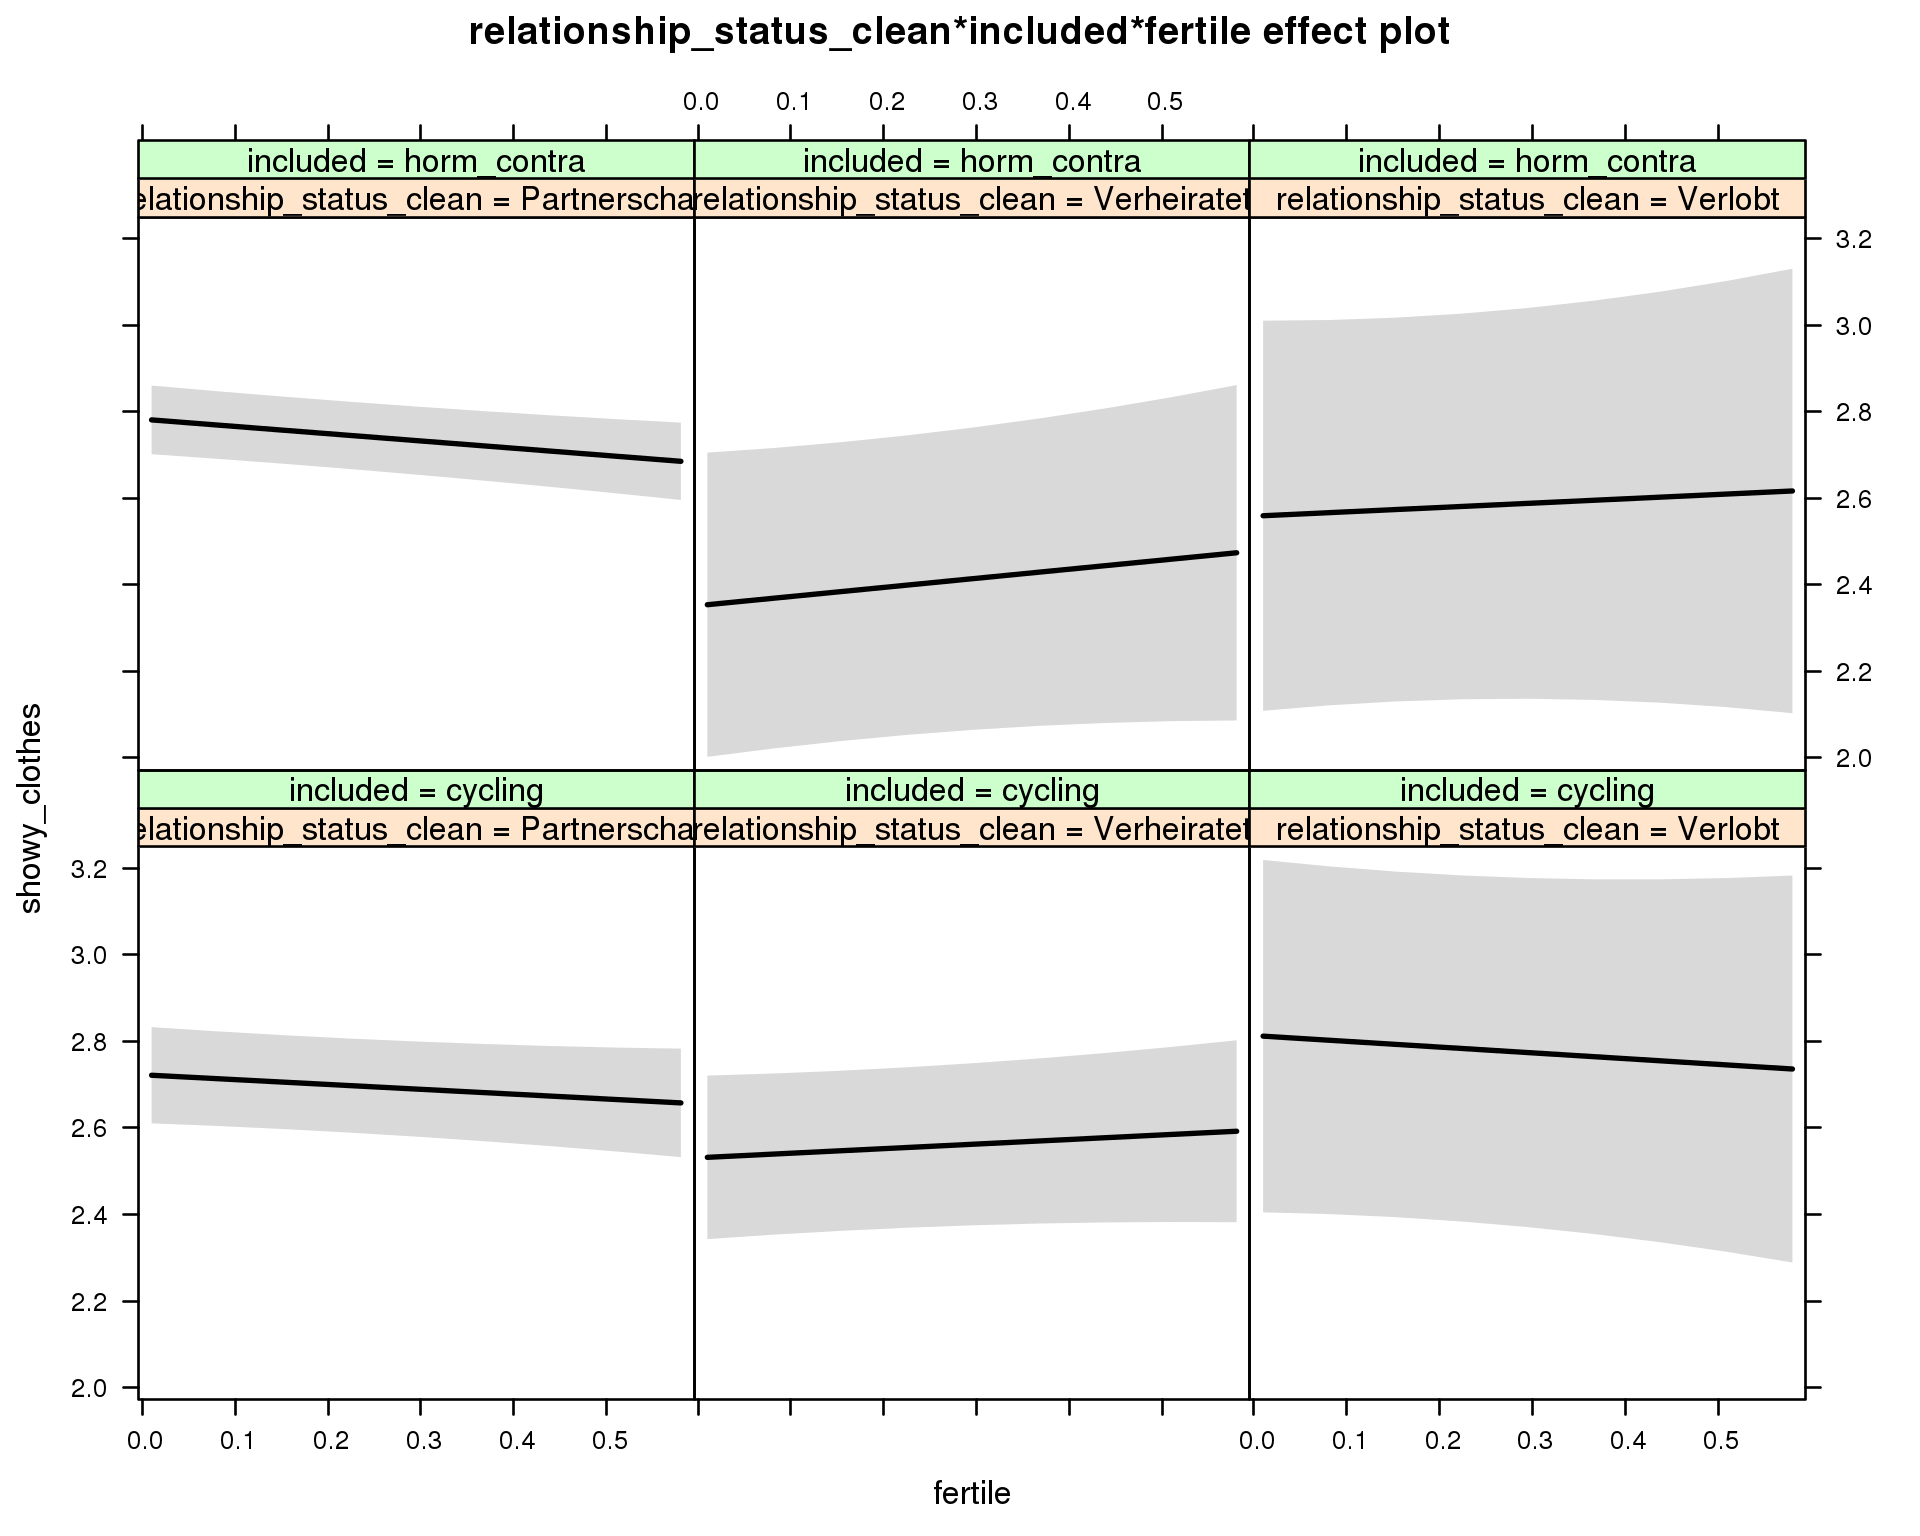 relationship_status_clean*included*fertile effect plot
0.0 0.1 0.2 0.3 0.4 0.5
included = horm_contra included = horm_contra included = horm_contra
elationship_status_clean = Partnerscha relationship_status_clean = Verheiratet relationship_status_clean = Verlobt
3.2
3.0
2.8
2.6
2.4
2.2
2.0
showy_clothes
included = cycling included = cycling included = cycling
elationship_status_clean = Partnerscha relationship_status_clean = Verheiratet relationship_status_clean = Verlobt
3.2
3.0
2.8
2.6
2.4
2.2
2.0
0.0 0.1 0.2 0.3 0.4 0.5 0.0 0.1 0.2 0.3 0.4 0.5
fertile